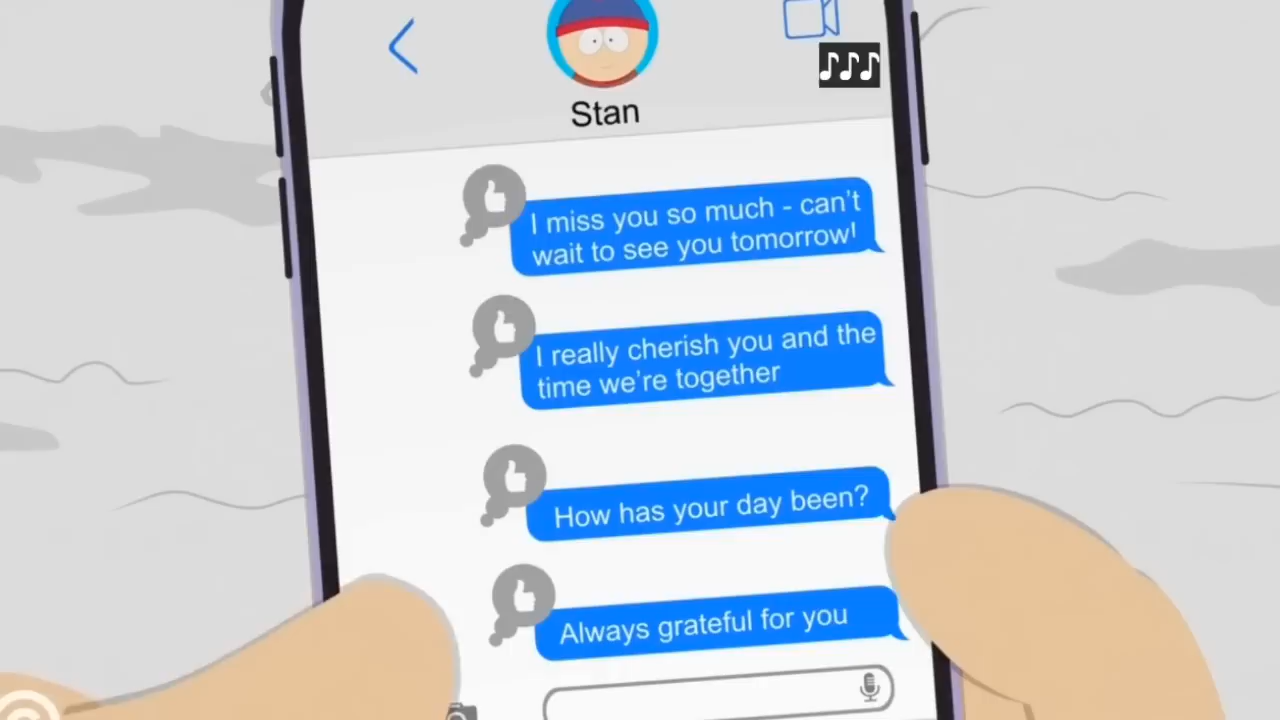 ♪♪♪
Stan
I miss you so much - can't
wait to see you tomorrow!
I really cherish you and the
time we're together
How has your day been?
Always grateful for you